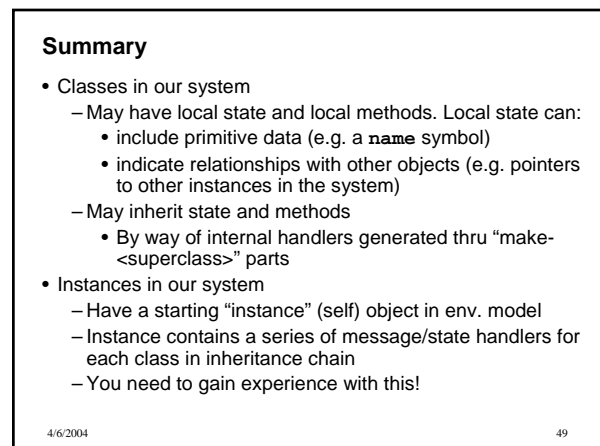 Summary
• Classes in our system
– May have local state and local methods. Local state can:
• include primitive data (e.g. a name symbol)
• indicate relationships with other objects (e.g. pointers
to other instances in the system)
– May inherit state and methods
• By way of internal handlers generated thru “make-
<superclass>” parts
• Instances in our system
– Have a starting “instance” (self) object in env. model
– Instance contains a series of message/state handlers for
each class in inheritance chain
– You need to gain experience with this!
4/6/2004 49